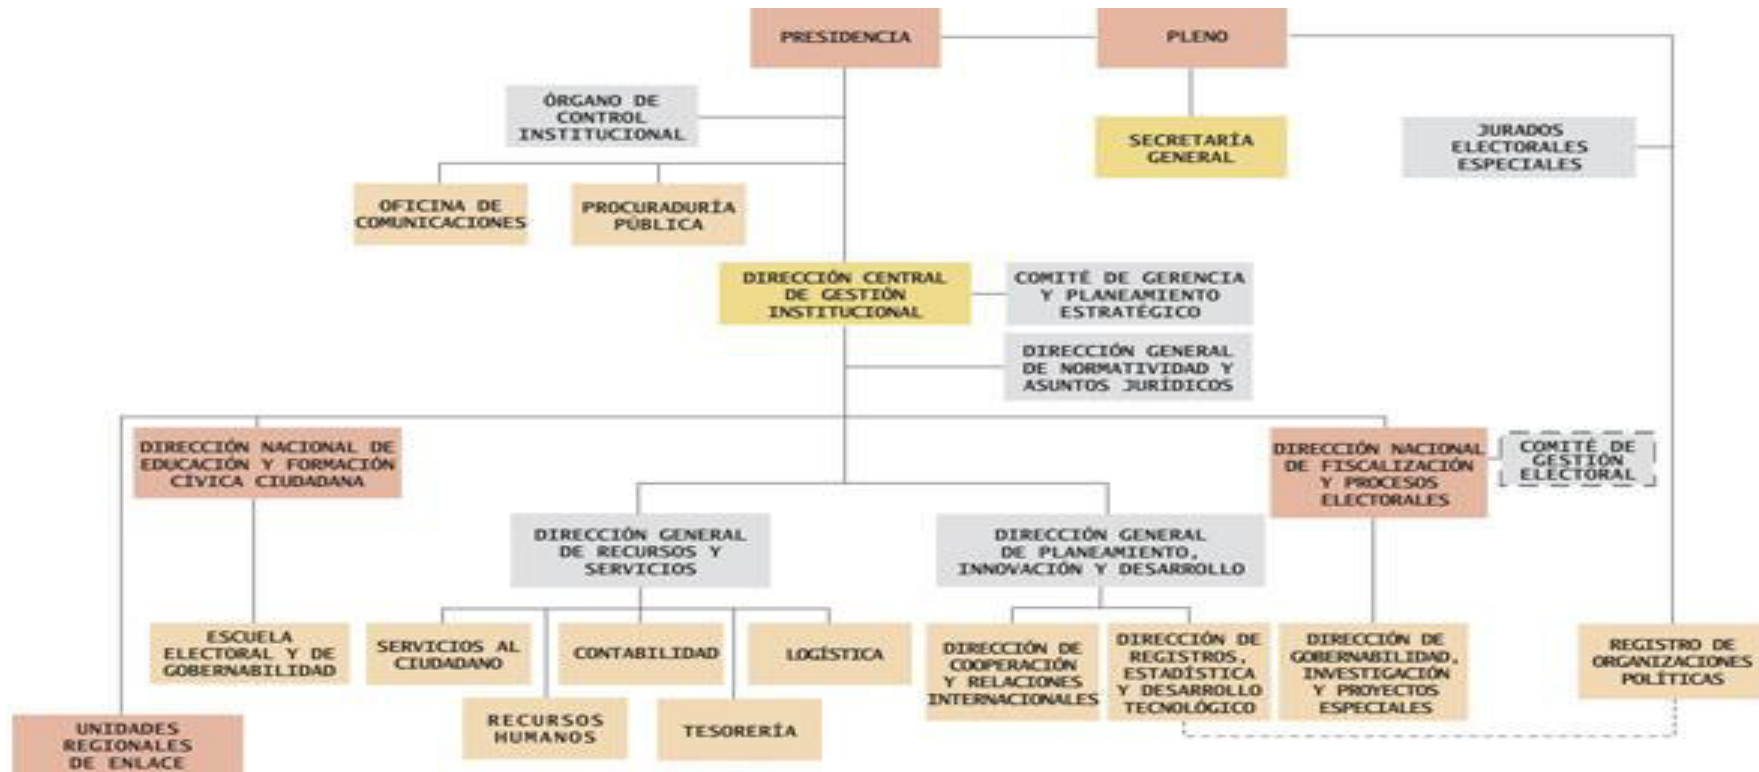 PRESIDENCIA
PLENO
ÓRGANO DE
CONTROL
INSTITUCIONAL
SECRETARÍA
GENERAL
JURADOS
ELECTORALES
ESPECIALES
OFICINA DE
COMUNICACIONES
PROCURADURÍA
PÚBLICA
DIRECCIÓN CENTRAL
DE GESTIÓN
INSTITUCIONAL
COMITÉ DE GERENCIA
Y PLANEAMIENTO
ESTRATÉGICO
DIRECCIÓN GENERAL
DE NORMATIVIDAD Y
ASUNTOS JURÍDICOS
DIRECCIÓN NACIONAL DE
EDUCACIÓN Y FORMACIÓN
CÍVICA CIUDADANA
DIRECCIÓN NACIONAL
DE FISCALIZACIÓN
Y PROCESOS
ELECTORALES
COMITÉ DE
GESTIÓN
ELECTORAL
DIRECCIÓN GENERAL
DE RECURSOS Y
SERVICIOS
DIRECCIÓN GENERAL
DE PLANEAMIENTO,
INNOVACIÓN Y DESARROLLO
ESCUELA
ELECTORAL Y DE
GOBERNABILIDAD
SERVICIOS AL
CIUDADANO
CONTABILIDAD
LOGÍSTICA
DIRECCIÓN DE
COOPERACIÓN
Y RELACIONES
INTERNACIONALES
DIRECCIÓN DE
REGISTROS,
ESTADÍSTICA
Y DESARROLLO
TECNOLÓGICO
DIRECCIÓN DE
GOBERNABILIDAD,
INVESTIGACIÓN
Y PROYECTOS
ESPECIALES
REGISTRO DE
ORGANIZACIONES
POLÍTICAS
RECURSOS
HUMANOS
TESORERÍA
UNIDADES
REGIONALES
DE ENLACE